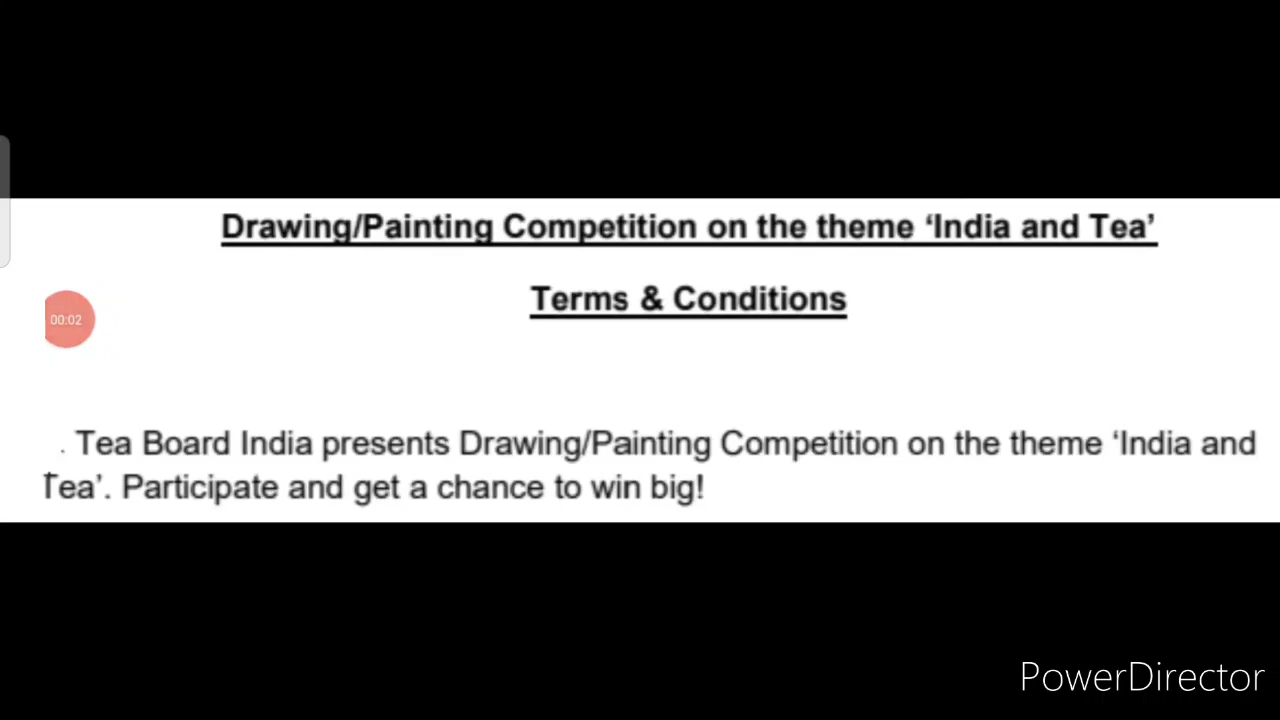 Drawing/Painting Competition on the theme ‘India and Tea’
Terms & Conditions
00:02
. Tea Board India presents Drawing/Painting Competition on the theme ‘India and
Tea’. Participate and get a chance to win big!
PowerDirector